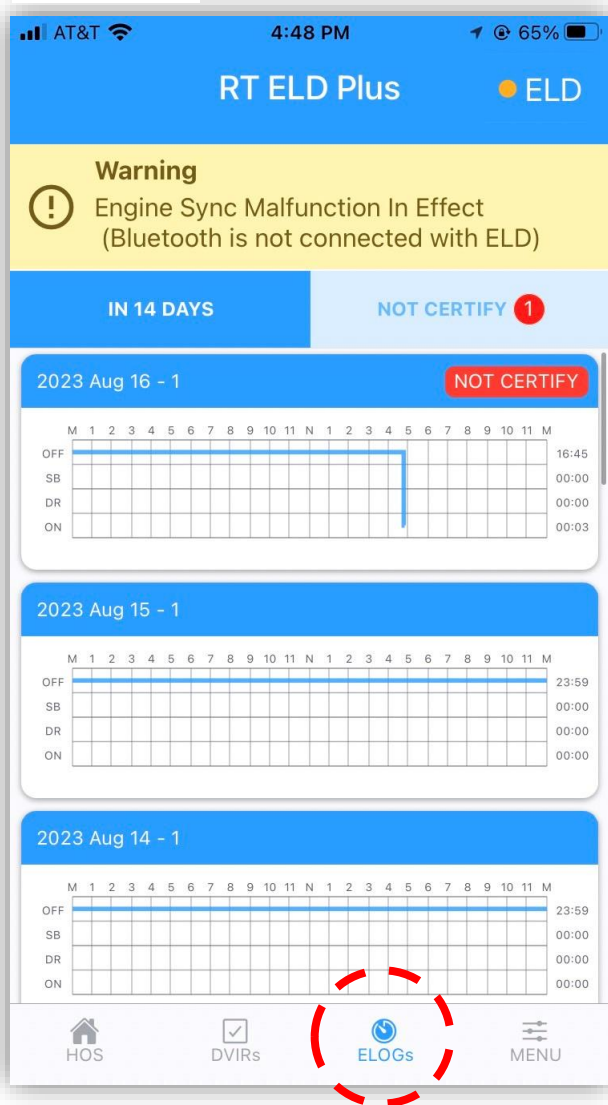 AT&T 4:48 PM 65%
RT ELD Plus ELD
Warning
Engine Sync Malfunction In Effect
(Bluetooth is not connected with ELD)
IN 14 DAYS NOT CERTIFY 1
2023 Aug 16 - 1 NOT CERTIFY
M 1 2 3 4 5 6 7 8 9 10 11 N 1 2 3 4 5 6 7 8 9 10 11 M
OFF 16:45
SB 00:00
DR 00:00
ON 00:03
2023 Aug 15 - 1
M 1 2 3 4 5 6 7 8 9 10 11 N 1 2 3 4 5 6 7 8 9 10 11 M
OFF 23:59
SB 00:00
DR 00:00
ON 00:00
2023 Aug 14 - 1
M 1 2 3 4 5 6 7 8 9 10 11 N 1 2 3 4 5 6 7 8 9 10 11 M
OFF 23:59
SB 00:00
DR 00:00
ON 00:00
HOS DVIRs ELOGs MENU